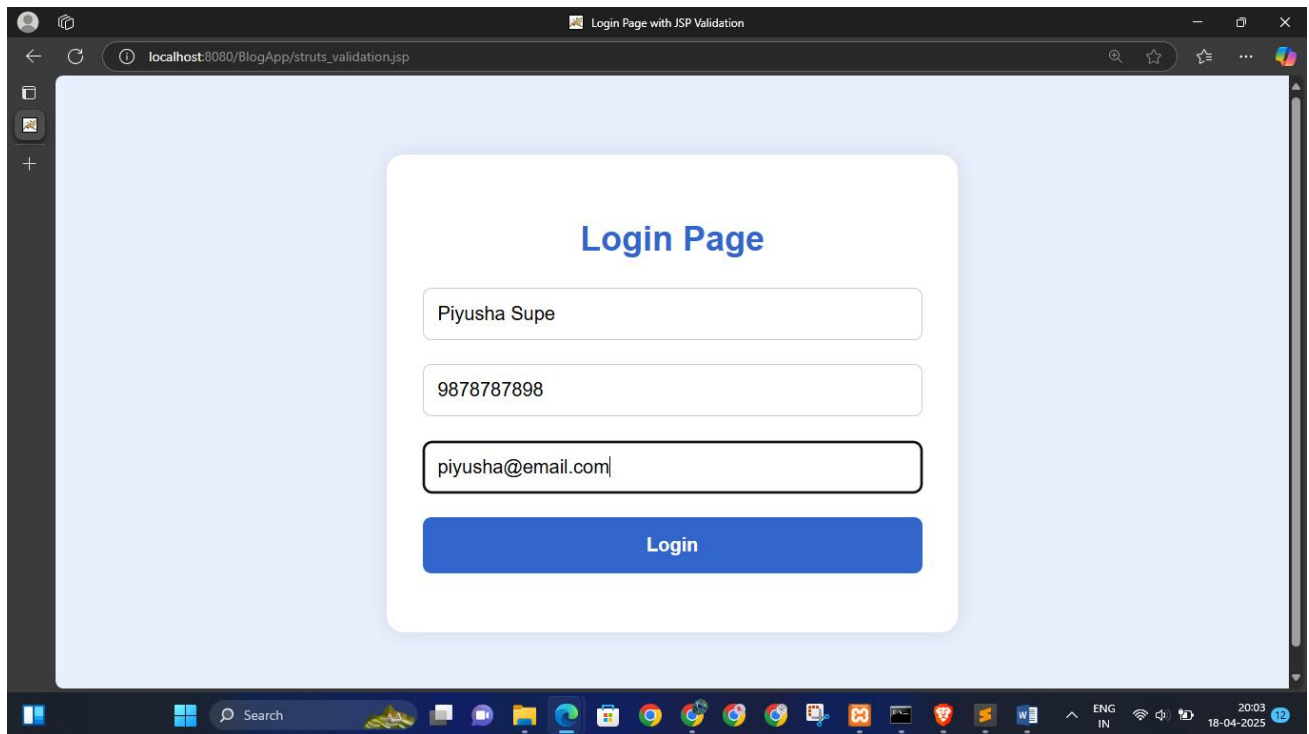 Login Page with JSP Validation
localhost:8080/BlogApp/struts_validation.jsp
Login Page
Piyusha Supe
9878787898
piyusha@email.com
Login
Search
ENG
IN
20:03
18-04-2025
12